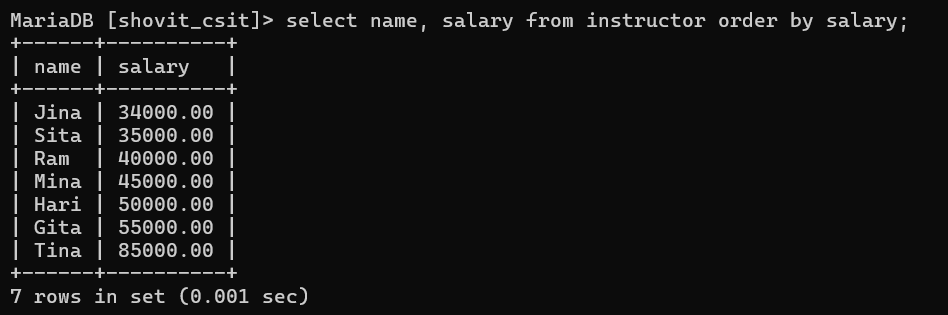 MariaDB [shovit_csit]> select name, salary from instructor order by salary;
+------+----------+
| name | salary   |
+------+----------+
| Jina | 34000.00 |
| Sita | 35000.00 |
| Ram  | 40000.00 |
| Mina | 45000.00 |
| Hari | 50000.00 |
| Gita | 55000.00 |
| Tina | 85000.00 |
+------+----------+
7 rows in set (0.001 sec)